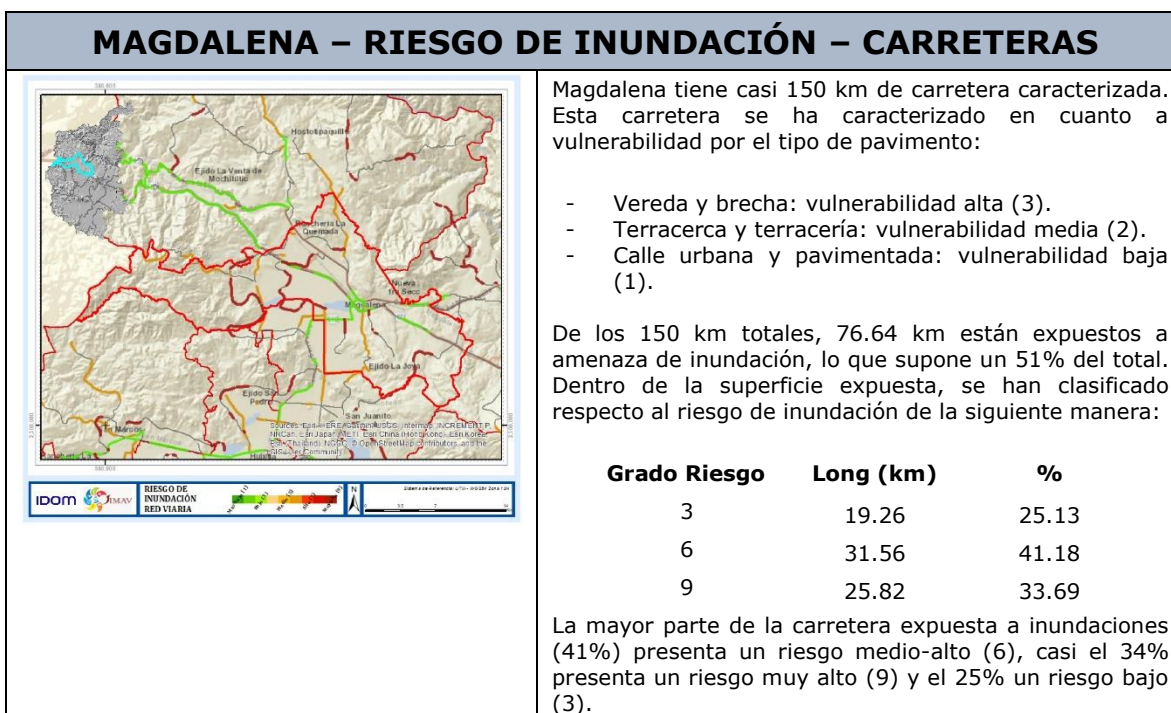 MAGDALENA – RIESGO DE INUNDACIÓN – CARRETERAS
Hostotipaquillo
Ejido La Venta de
Mochitiltic
Ranchería La
Quemada
Nueva
1ra Secc
Magdalena
Ejido La Joya
Ejido San
Pedro
San Juanito
San Marcos
IDOM
IMAV
RIESGO DE
INUNDACIÓN
RED VIARIA
N
Magdalena tiene casi 150 km de carretera caracterizada.
Esta carretera se ha caracterizado en cuanto a
vulnerabilidad por el tipo de pavimento:
- Vereda y brecha: vulnerabilidad alta (3).
- Terracerca y terracería: vulnerabilidad media (2).
- Calle urbana y pavimentada: vulnerabilidad baja
(1).
De los 150 km totales, 76.64 km están expuestos a
amenaza de inundación, lo que supone un 51% del total.
Dentro de la superficie expuesta, se han clasificado
respecto al riesgo de inundación de la siguiente manera:
Grado Riesgo Long (km) %
3 19.26 25.13
6 31.56 41.18
9 25.82 33.69
La mayor parte de la carretera expuesta a inundaciones
(41%) presenta un riesgo medio-alto (6), casi el 34%
presenta un riesgo muy alto (9) y el 25% un riesgo bajo
(3).